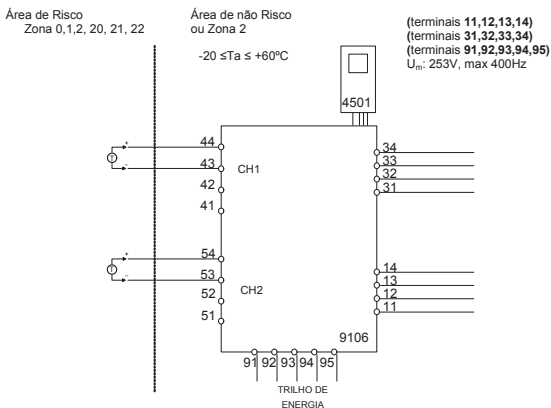 Área de Risco
Zona 0,1,2, 20, 21, 22
Área de não Risco
ou Zona 2
-20 ≤Ta ≤ +60ºC
(terminais 11,12,13,14)
(terminais 31,32,33,34)
(terminais 91,92,93,94,95)
Um: 253V, max 400Hz
4501
44
43
42
41
CH1
+
T
-
34
33
32
31
54
53
52
51
CH2
+
T
-
14
13
12
11
9106
91 92 93 94 95
TRILHO DE
ENERGIA